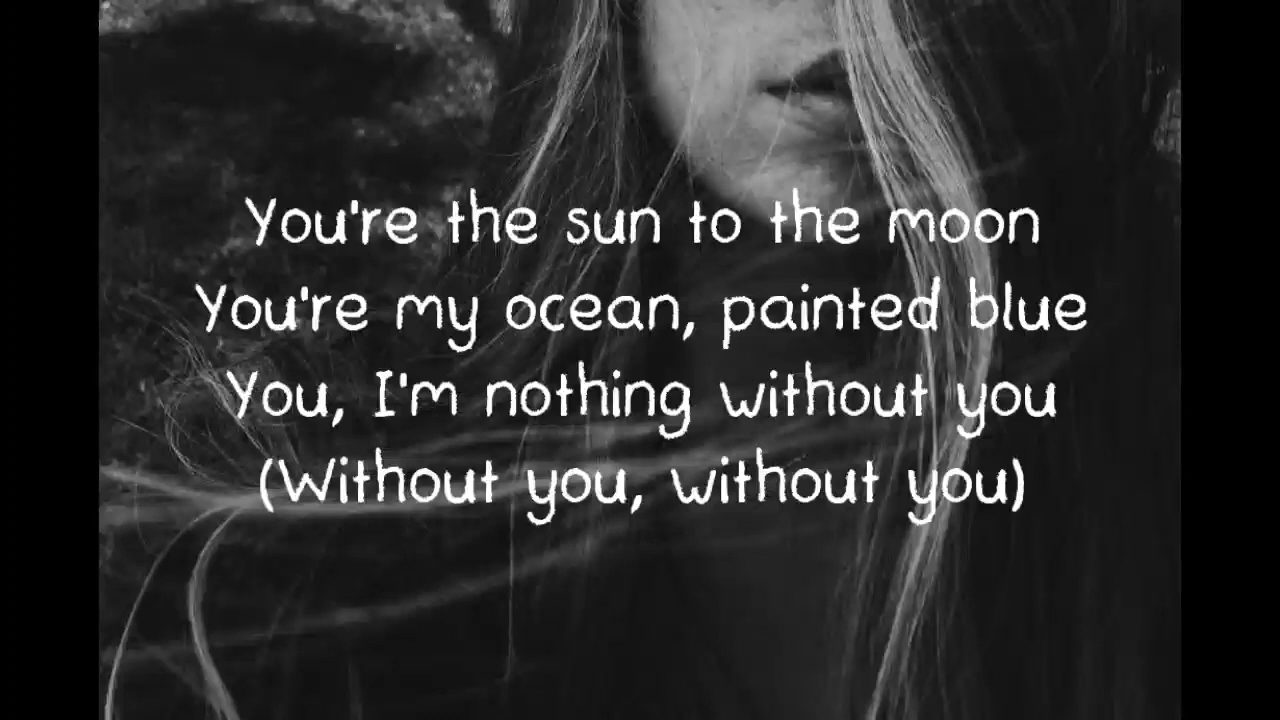 You're the sun to the moon
You're my ocean, painted blue
You, I'm nothing without you
(Without you, without you)